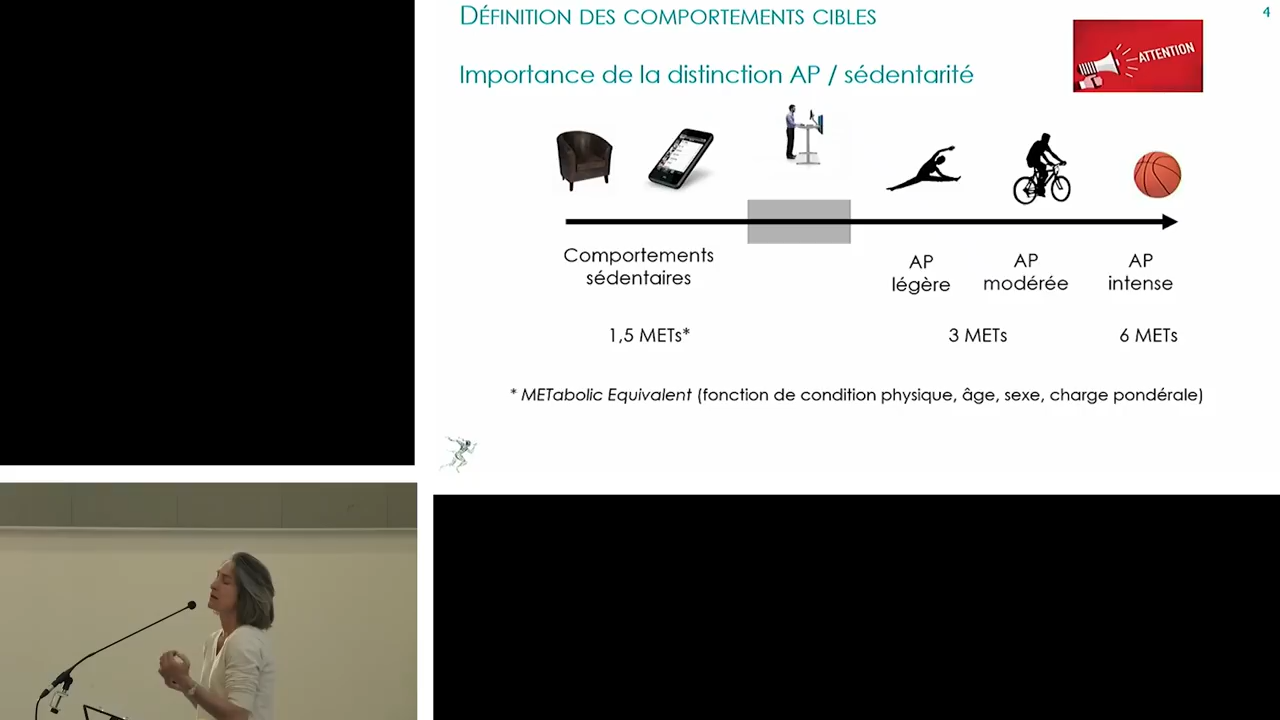 DÉFINITION DES COMPORTEMENTS CIBLES
4
Importance de la distinction AP / sédentarité
ATTENTION
Comportements
sédentaires
AP
légère
AP
modérée
AP
intense
1,5 METs*
3 METs
6 METs
* METabolic Equivalent (fonction de condition physique, âge, sexe, charge pondérale)